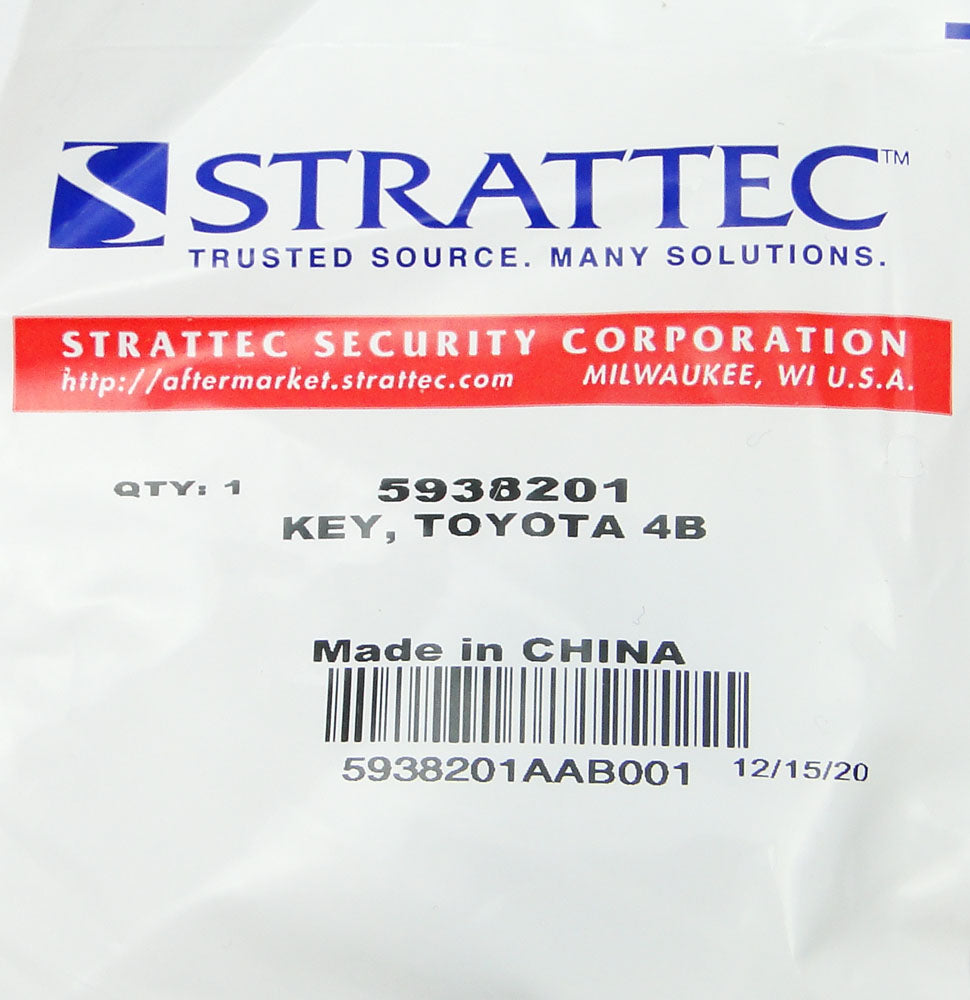 STRATTEC™
TRUSTED SOURCE. MANY SOLUTIONS.
STRATTEC SECURITY CORPORATION
http://aftermarket.strattec.com MILWAUKEE, WI U.S.A.
QTY: 1 5938201
KEY, TOYOTA 4B
Made in CHINA
5938201AAB001 12/15/20